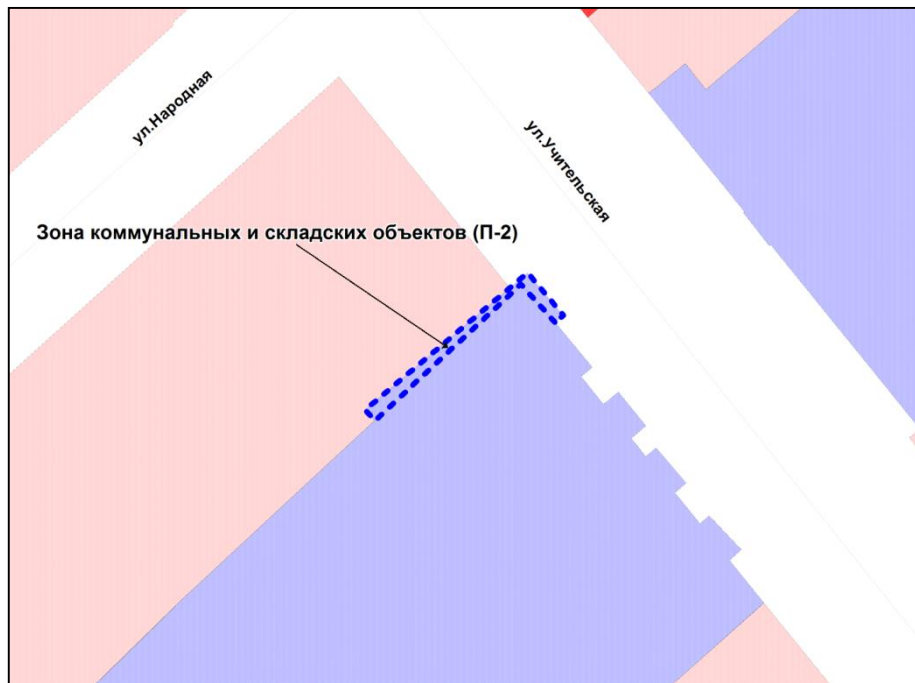 ул.Народная
ул.Учительская
Зона коммунальных и складских объектов (П-2)